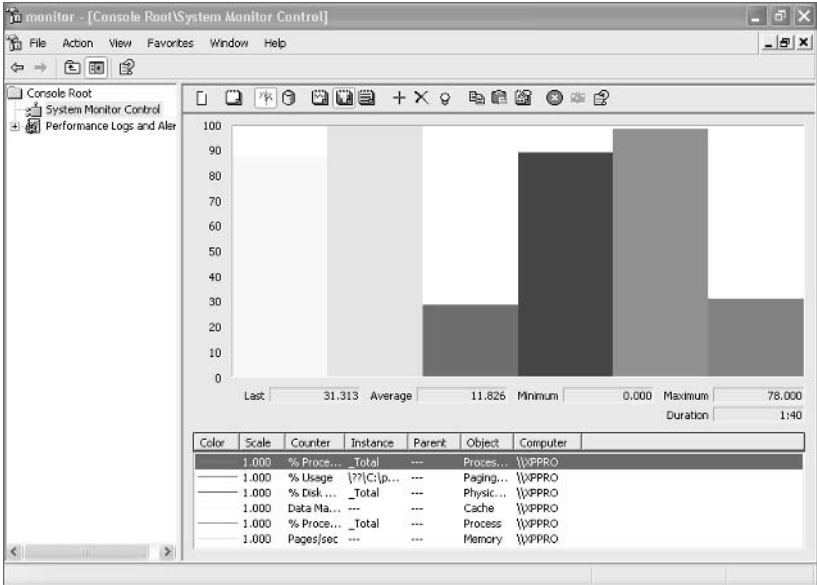 monitor - [Console Root\System Monitor Control]
File Action View Favorites Window Help
Console Root
System Monitor Control
Performance Logs and Aler
100
90
80
70
60
50
40
30
20
10
0
Last 31.313 Average 11.826 Minimum 0.000 Maximum 78.000
Duration 1:40
Color Scale Counter Instance Parent Object Computer
1.000 % Proce... _Total --- Proces... \\XPPRO
1.000 % Usage \??\C:\p... --- Paging... \\XPPRO
1.000 % Disk ... _Total --- Physic... \\XPPRO
1.000 Data Ma... --- --- Cache \\XPPRO
1.000 % Proce... _Total --- Process \\XPPRO
1.000 Pages/sec --- --- Memory \\XPPRO